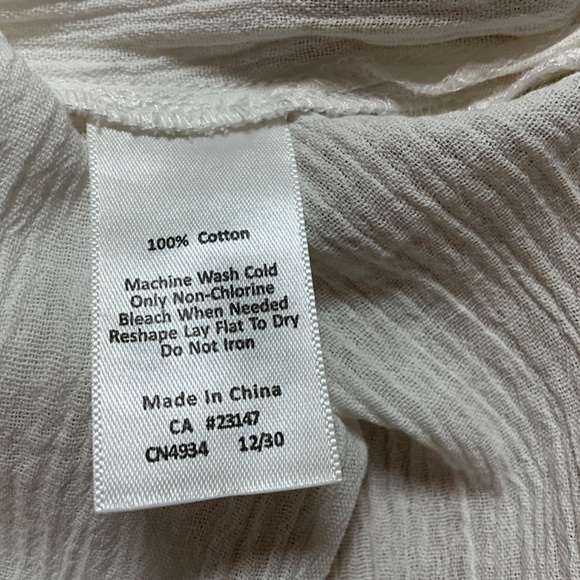 100% Cotton
Machine Wash Cold
Only Non-Chlorine
Bleach When Needed
Reshape Lay Flat To Dry
Do Not Iron
Made In China
CA #23147
CN4934 12/30